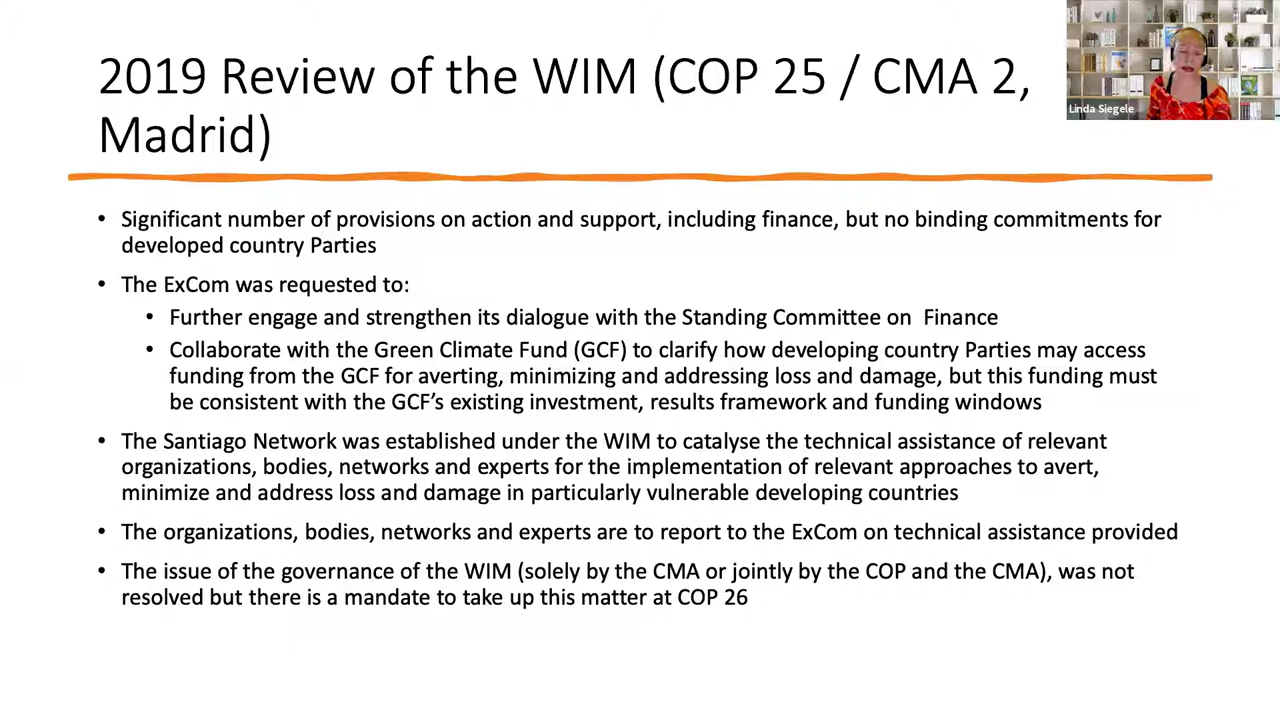 2019 Review of the WIM (COP 25 / CMA 2,
Madrid)
Linda Siegele
• Significant number of provisions on action and support, including finance, but no binding commitments for
developed country Parties
• The ExCom was requested to:
• Further engage and strengthen its dialogue with the Standing Committee on  Finance
• Collaborate with the Green Climate Fund (GCF) to clarify how developing country Parties may access
funding from the GCF for averting, minimizing and addressing loss and damage, but this funding must
be consistent with the GCF's existing investment, results framework and funding windows
• The Santiago Network was established under the WIM to catalyse the technical assistance of relevant
organizations, bodies, networks and experts for the implementation of relevant approaches to avert,
minimize and address loss and damage in particularly vulnerable developing countries
• The organizations, bodies, networks and experts are to report to the ExCom on technical assistance provided
• The issue of the governance of the WIM (solely by the CMA or jointly by the COP and the CMA), was not
resolved but there is a mandate to take up this matter at COP 26